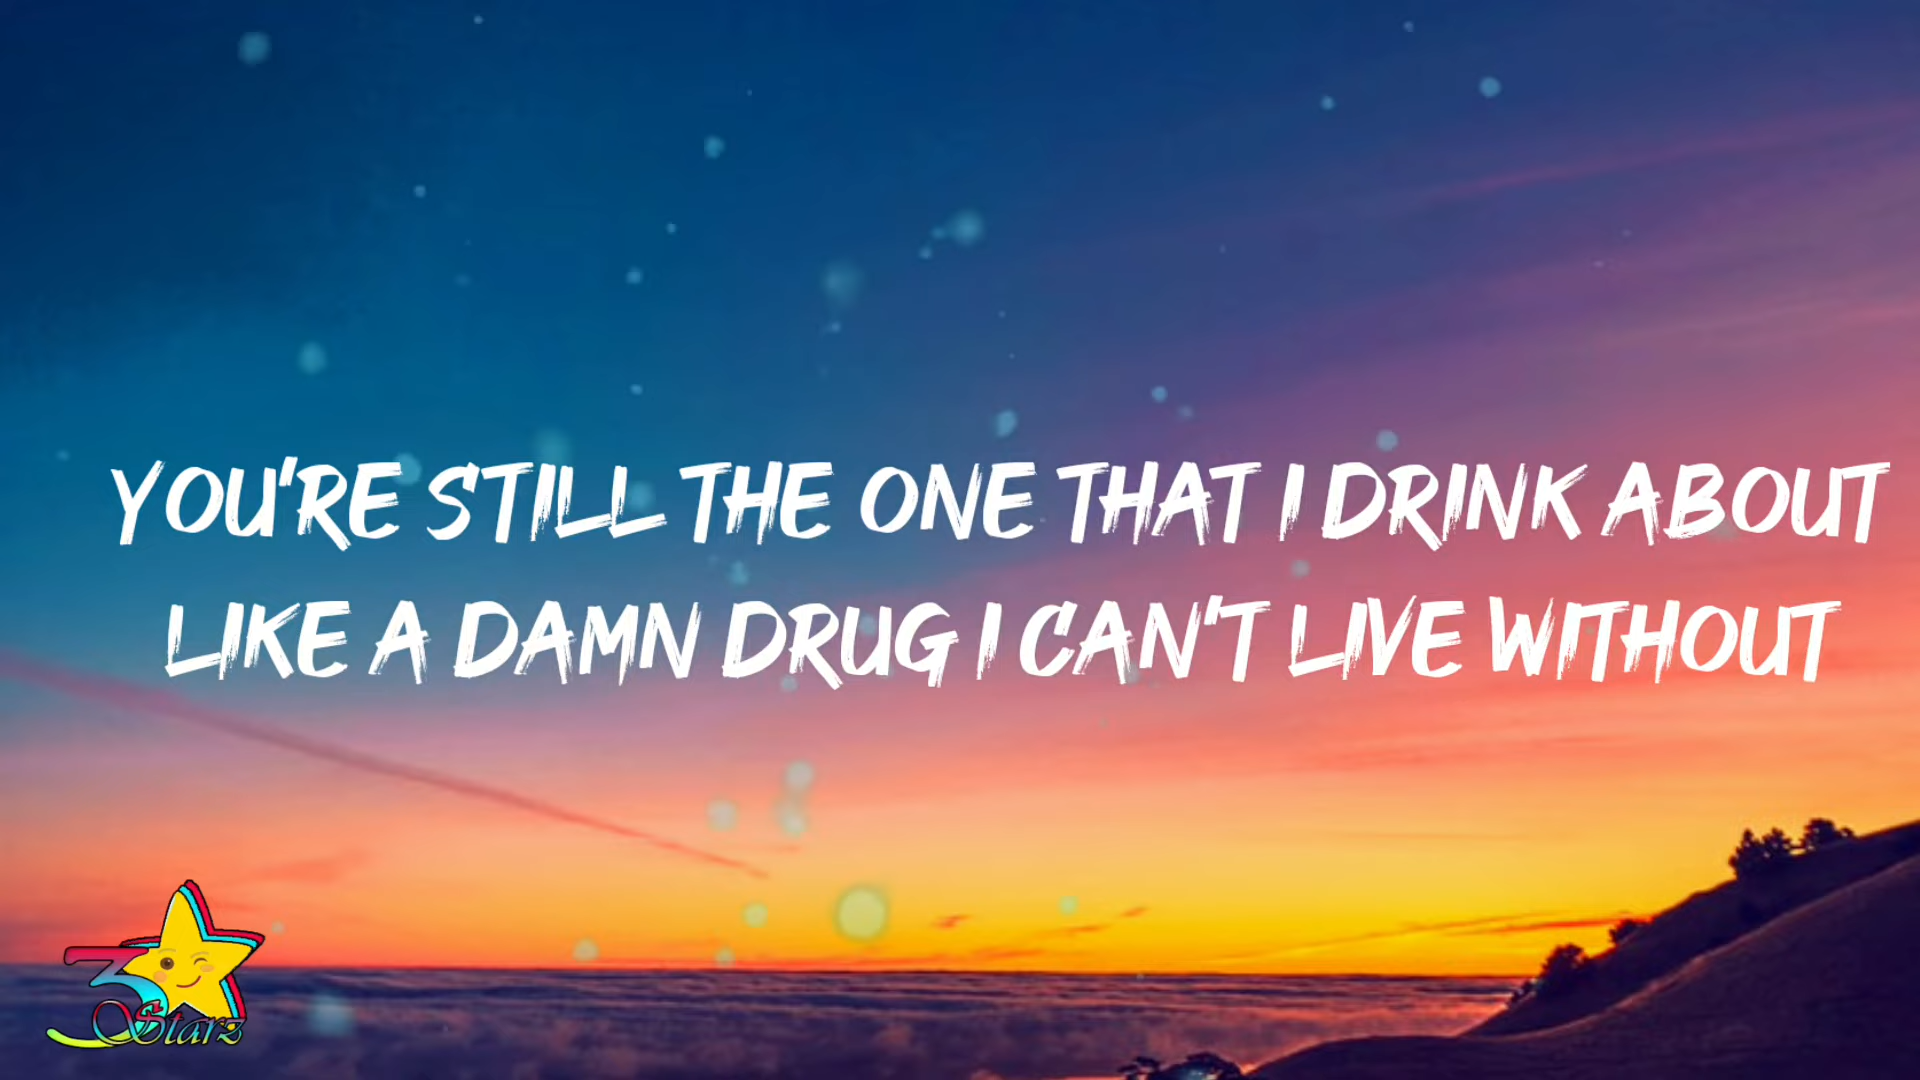 YOU'RE STILL THE ONE THAT I DRINK ABOUT
LIKE A DAMN DRUG I CAN'T LIVE WITHOUT
3
Starz